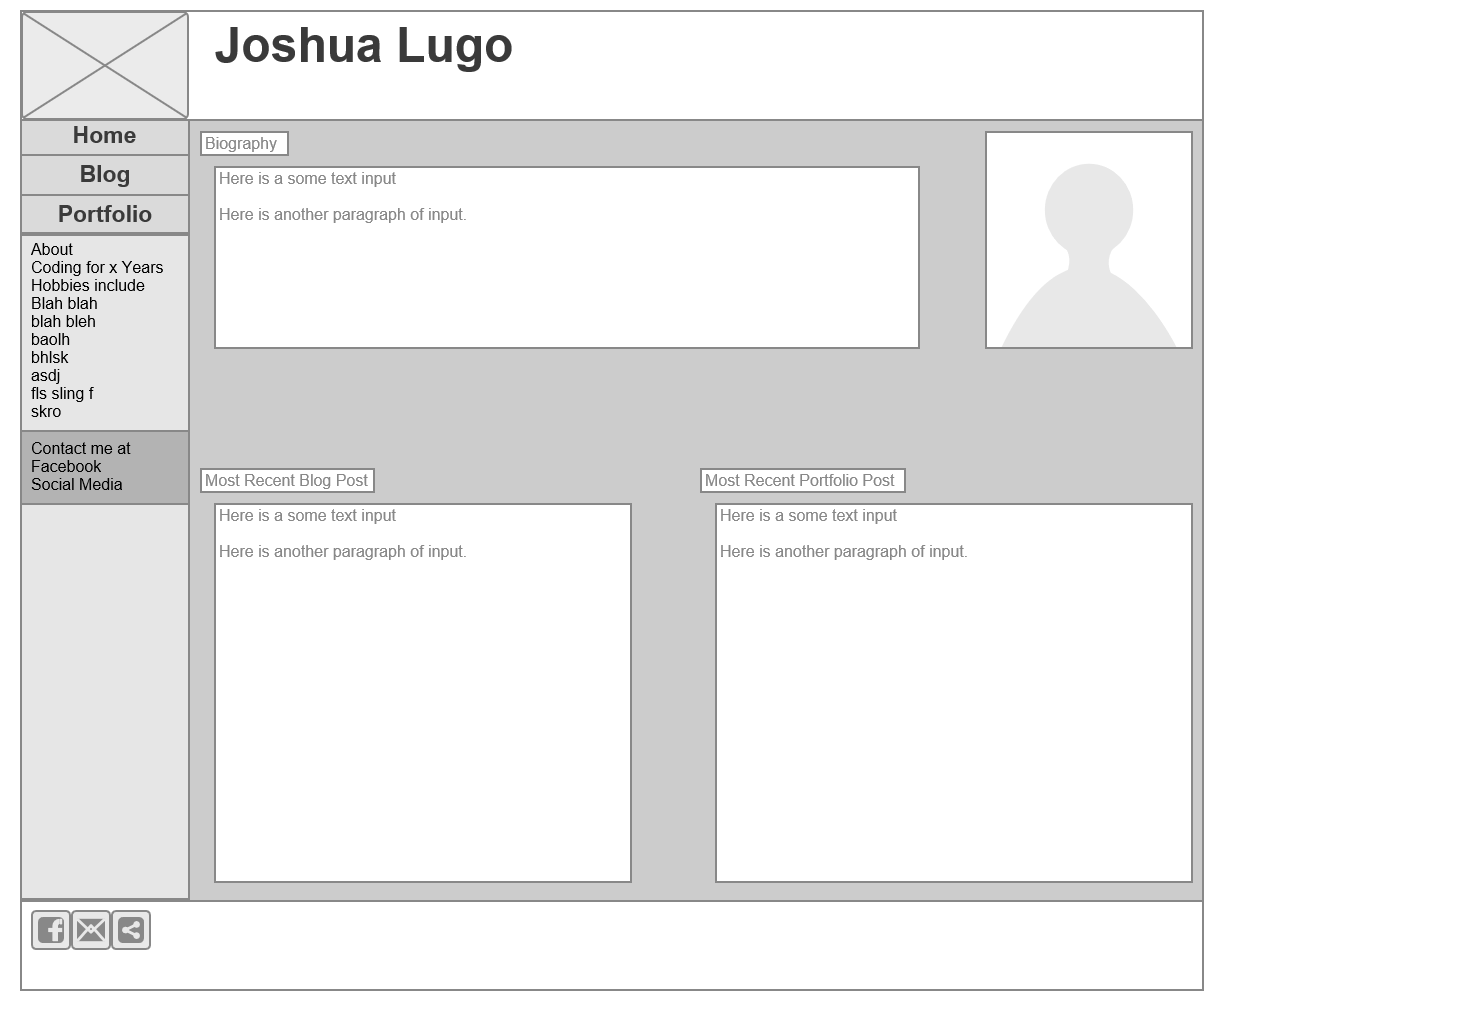 Joshua Lugo
Home
Blog
Portfolio
About
Coding for x Years
Hobbies include
Blah blah
blah bleh
baolh
bhlsk
asdj
fls sling f
skro
Contact me at
Facebook
Social Media
Biography
Here is a some text input
Here is another paragraph of input.
Most Recent Blog Post
Here is a some text input
Here is another paragraph of input.
Most Recent Portfolio Post
Here is a some text input
Here is another paragraph of input.